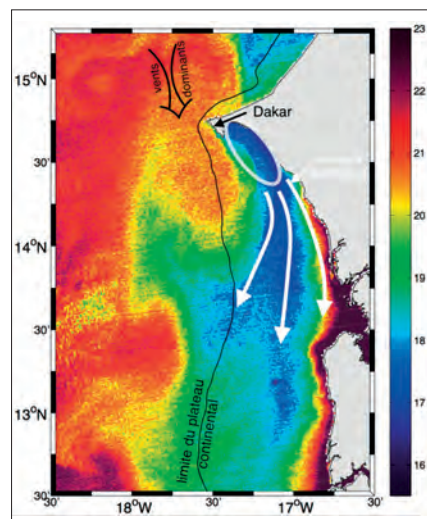 vents
dominants
Dakar
limite du plateau
continental
15°N
30'
14°N
30'
13°N
30'
30'
18°W
30'
17°W
30'
23
22
21
20
19
18
17
16